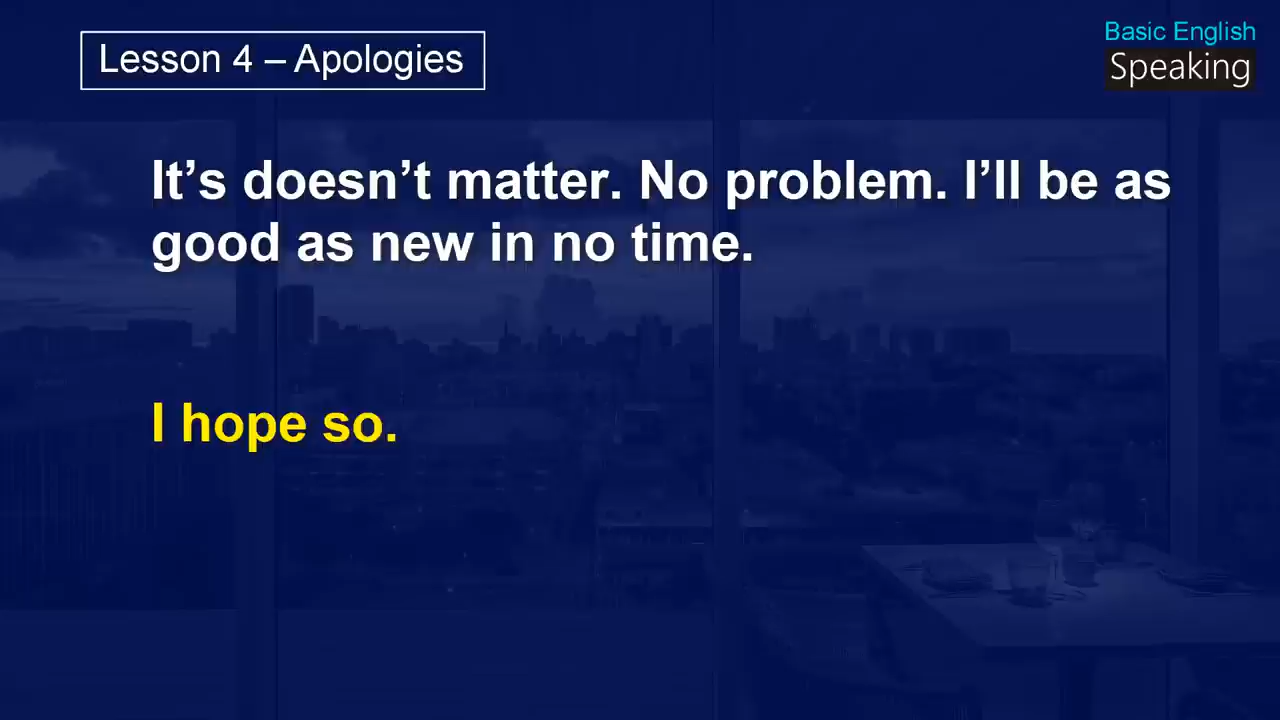 Lesson 4 – Apologies
Basic English
Speaking
It’s doesn’t matter. No problem. I’ll be as
good as new in no time.
I hope so.